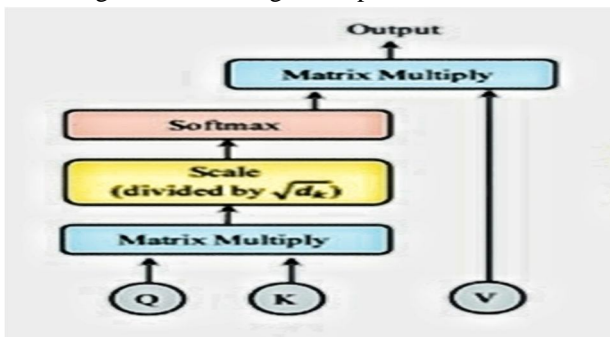 Output
Matrix Multiply
Softmax
Scale
(divided by √dₖ)
Matrix Multiply
Q K V